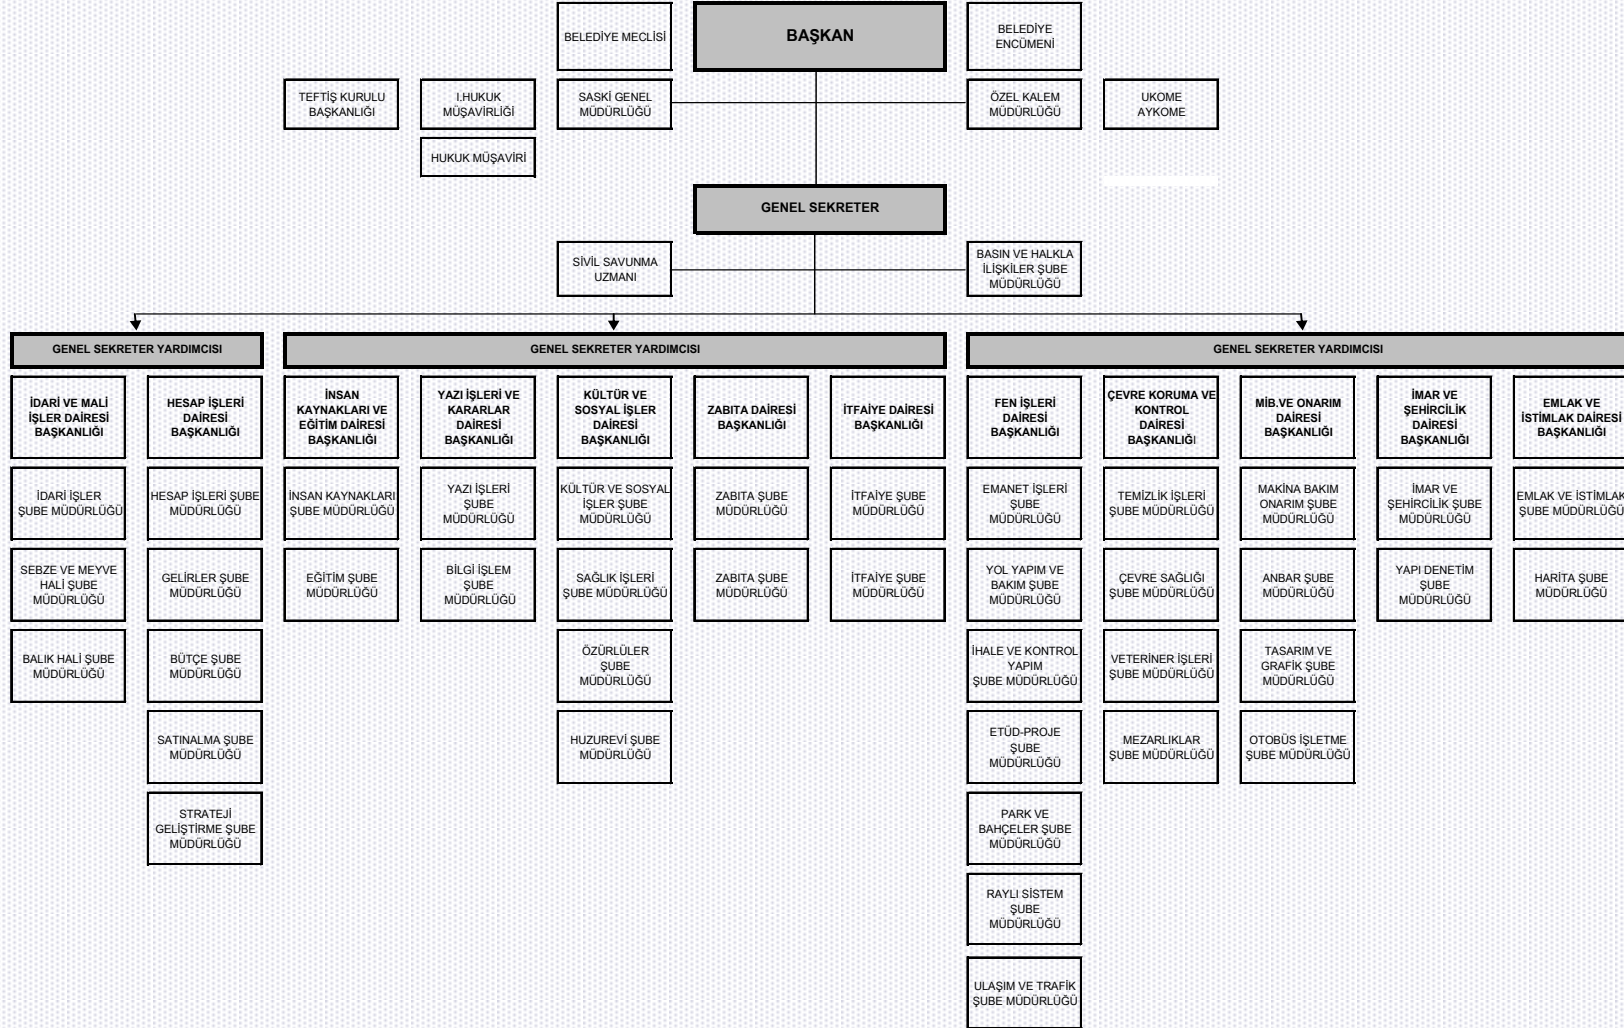 BELEDİYE MECLİSİ
BAŞKAN
BELEDİYE
ENCÜMENİ
TEFTİŞ KURULU
BAŞKANLIĞI
I.HUKUK
MÜŞAVİRLİĞİ
SASKİ GENEL
MÜDÜRLÜĞÜ
ÖZEL KALEM
MÜDÜRLÜĞÜ
UKOME
AYKOME
HUKUK MÜŞAVİRİ
GENEL SEKRETER
SİVİL SAVUNMA
UZMANI
BASIN VE HALKLA
İLİŞKİLER ŞUBE
MÜDÜRLÜĞÜ
GENEL SEKRETER YARDIMCISI
GENEL SEKRETER YARDIMCISI
GENEL SEKRETER YARDIMCISI
İDARİ VE MALİ
İŞLER DAİRESİ
BAŞKANLIĞI
HESAP İŞLERİ
DAİRESİ
BAŞKANLIĞI
İNSAN
KAYNAKLARI VE
EĞİTİM DAİRESİ
BAŞKANLIĞI
YAZI İŞLERİ VE
KARARLAR
DAİRESİ
BAŞKANLIĞI
KÜLTÜR VE
SOSYAL İŞLER
DAİRESİ
BAŞKANLIĞI
ZABITA DAİRESİ
BAŞKANLIĞI
İTFAİYE DAİRESİ
BAŞKANLIĞI
FEN İŞLERİ
DAİRESİ
BAŞKANLIĞI
ÇEVRE KORUMA VE
KONTROL
DAİRESİ
BAŞKANLIĞI
MİB.VE ONARIM
DAİRESİ
BAŞKANLIĞI
İMAR VE
ŞEHİRCİLİK
DAİRESİ
BAŞKANLIĞI
EMLAK VE
İSTİMLAK DAİRESİ
BAŞKANLIĞI
İDARİ İŞLER
ŞUBE MÜDÜRLÜĞÜ
HESAP İŞLERİ ŞUBE
MÜDÜRLÜĞÜ
İNSAN KAYNAKLARI
ŞUBE MÜDÜRLÜĞÜ
YAZI İŞLERİ
ŞUBE
MÜDÜRLÜĞÜ
KÜLTÜR VE SOSYAL
İŞLER ŞUBE
MÜDÜRLÜĞÜ
ZABITA ŞUBE
MÜDÜRLÜĞÜ
İTFAİYE ŞUBE
MÜDÜRLÜĞÜ
EMANET İŞLERİ
ŞUBE
MÜDÜRLÜĞÜ
TEMİZLİK İŞLERİ
ŞUBE MÜDÜRLÜĞÜ
MAKİNA BAKIM
ONARIM ŞUBE
MÜDÜRLÜĞÜ
İMAR VE
ŞEHİRCİLİK ŞUBE
MÜDÜRLÜĞÜ
EMLAK VE İSTİMLAK
ŞUBE MÜDÜRLÜĞÜ
SEBZE VE MEYVE
HALİ ŞUBE
MÜDÜRLÜĞÜ
GELİRLER ŞUBE
MÜDÜRLÜĞÜ
EĞİTİM ŞUBE
MÜDÜRLÜĞÜ
BİLGİ İŞLEM
ŞUBE
MÜDÜRLÜĞÜ
SAĞLIK İŞLERİ
ŞUBE MÜDÜRLÜĞÜ
ZABITA ŞUBE
MÜDÜRLÜĞÜ
İTFAİYE ŞUBE
MÜDÜRLÜĞÜ
YOL YAPIM VE
BAKIM ŞUBE
MÜDÜRLÜĞÜ
ÇEVRE SAĞLIĞI
ŞUBE MÜDÜRLÜĞÜ
ANBAR ŞUBE
MÜDÜRLÜĞÜ
YAPI DENETİM
ŞUBE
MÜDÜRLÜĞÜ
HARİTA ŞUBE
MÜDÜRLÜĞÜ
BALIK HALİ ŞUBE
MÜDÜRLÜĞÜ
BÜTÇE ŞUBE
MÜDÜRLÜĞÜ
ÖZÜRLÜLER
ŞUBE
MÜDÜRLÜĞÜ
İHALE VE KONTROL
YAPIM
ŞUBE MÜDÜRLÜĞÜ
VETERİNER İŞLERİ
ŞUBE MÜDÜRLÜĞÜ
TASARIM VE
GRAFİK ŞUBE
MÜDÜRLÜĞÜ
SATINALMA ŞUBE
MÜDÜRLÜĞÜ
HUZUREVİ ŞUBE
MÜDÜRLÜĞÜ
ETÜD-PROJE
ŞUBE
MÜDÜRLÜĞÜ
MEZARLIKLAR
ŞUBE MÜDÜRLÜĞÜ
OTOBÜS İŞLETME
ŞUBE MÜDÜRLÜĞÜ
STRATEJİ
GELİŞTİRME ŞUBE
MÜDÜRLÜĞÜ
PARK VE
BAHÇELER ŞUBE
MÜDÜRLÜĞÜ
RAYLI SİSTEM
ŞUBE
MÜDÜRLÜĞÜ
ULAŞIM VE TRAFİK
ŞUBE MÜDÜRLÜĞÜ